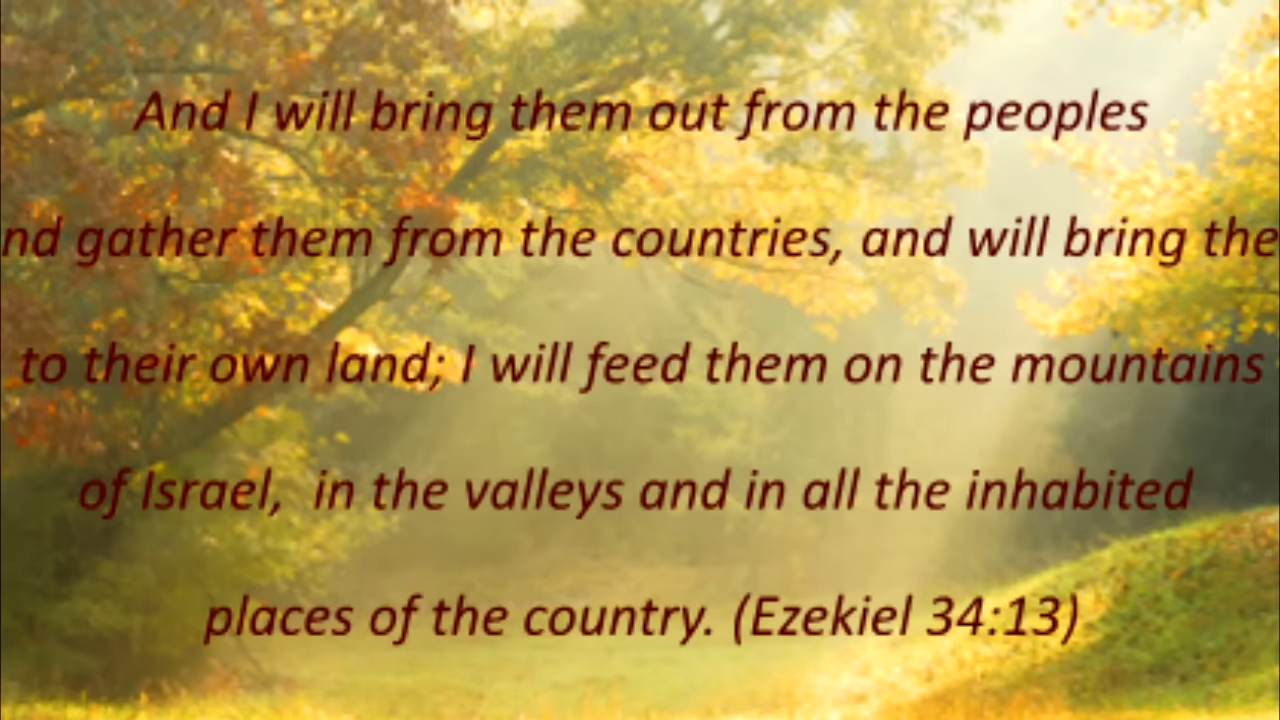 And I will bring them out from the peoples
nd gather them from the countries, and will bring the
to their own land; I will feed them on the mountains
of Israel,  in the valleys and in all the inhabited
places of the country. (Ezekiel 34:13)